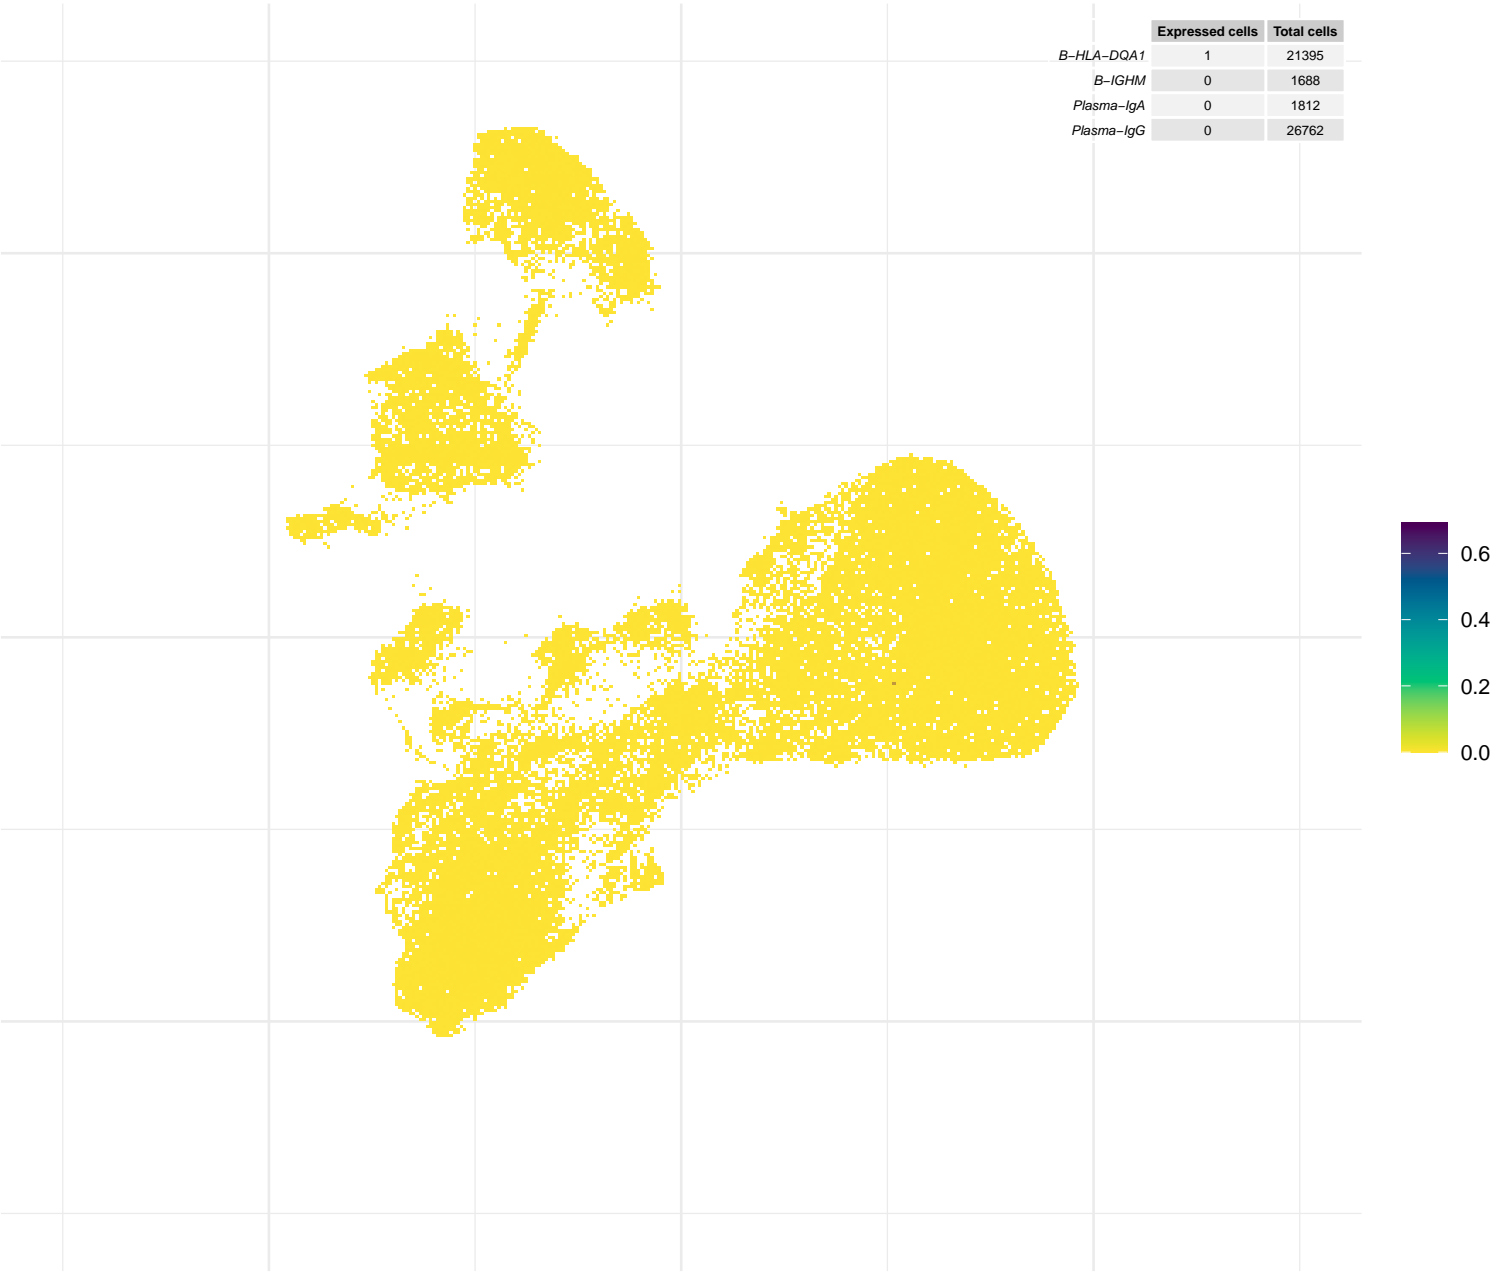 Expressed cells Total cells
B−HLA−DQA1 1 21395
B−IGHM 0 1688
Plasma−IgA 0 1812
Plasma−IgG 0 26762
0.6
0.4
0.2
0.0